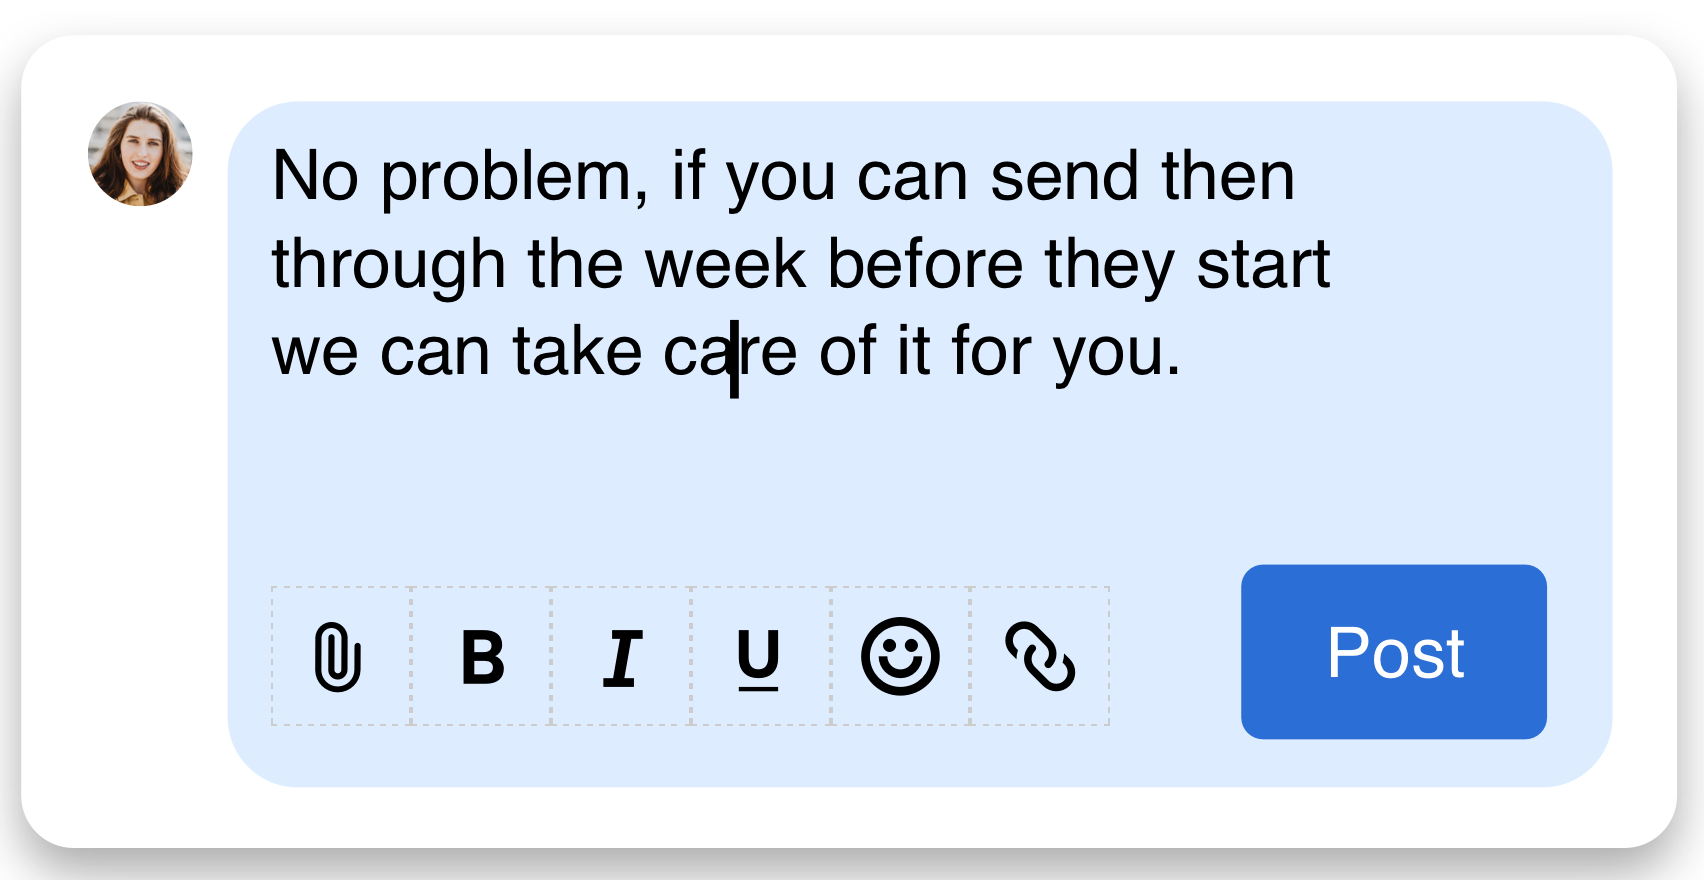 No problem, if you can send then
through the week before they start
we can take care of it for you.
B I U
Post